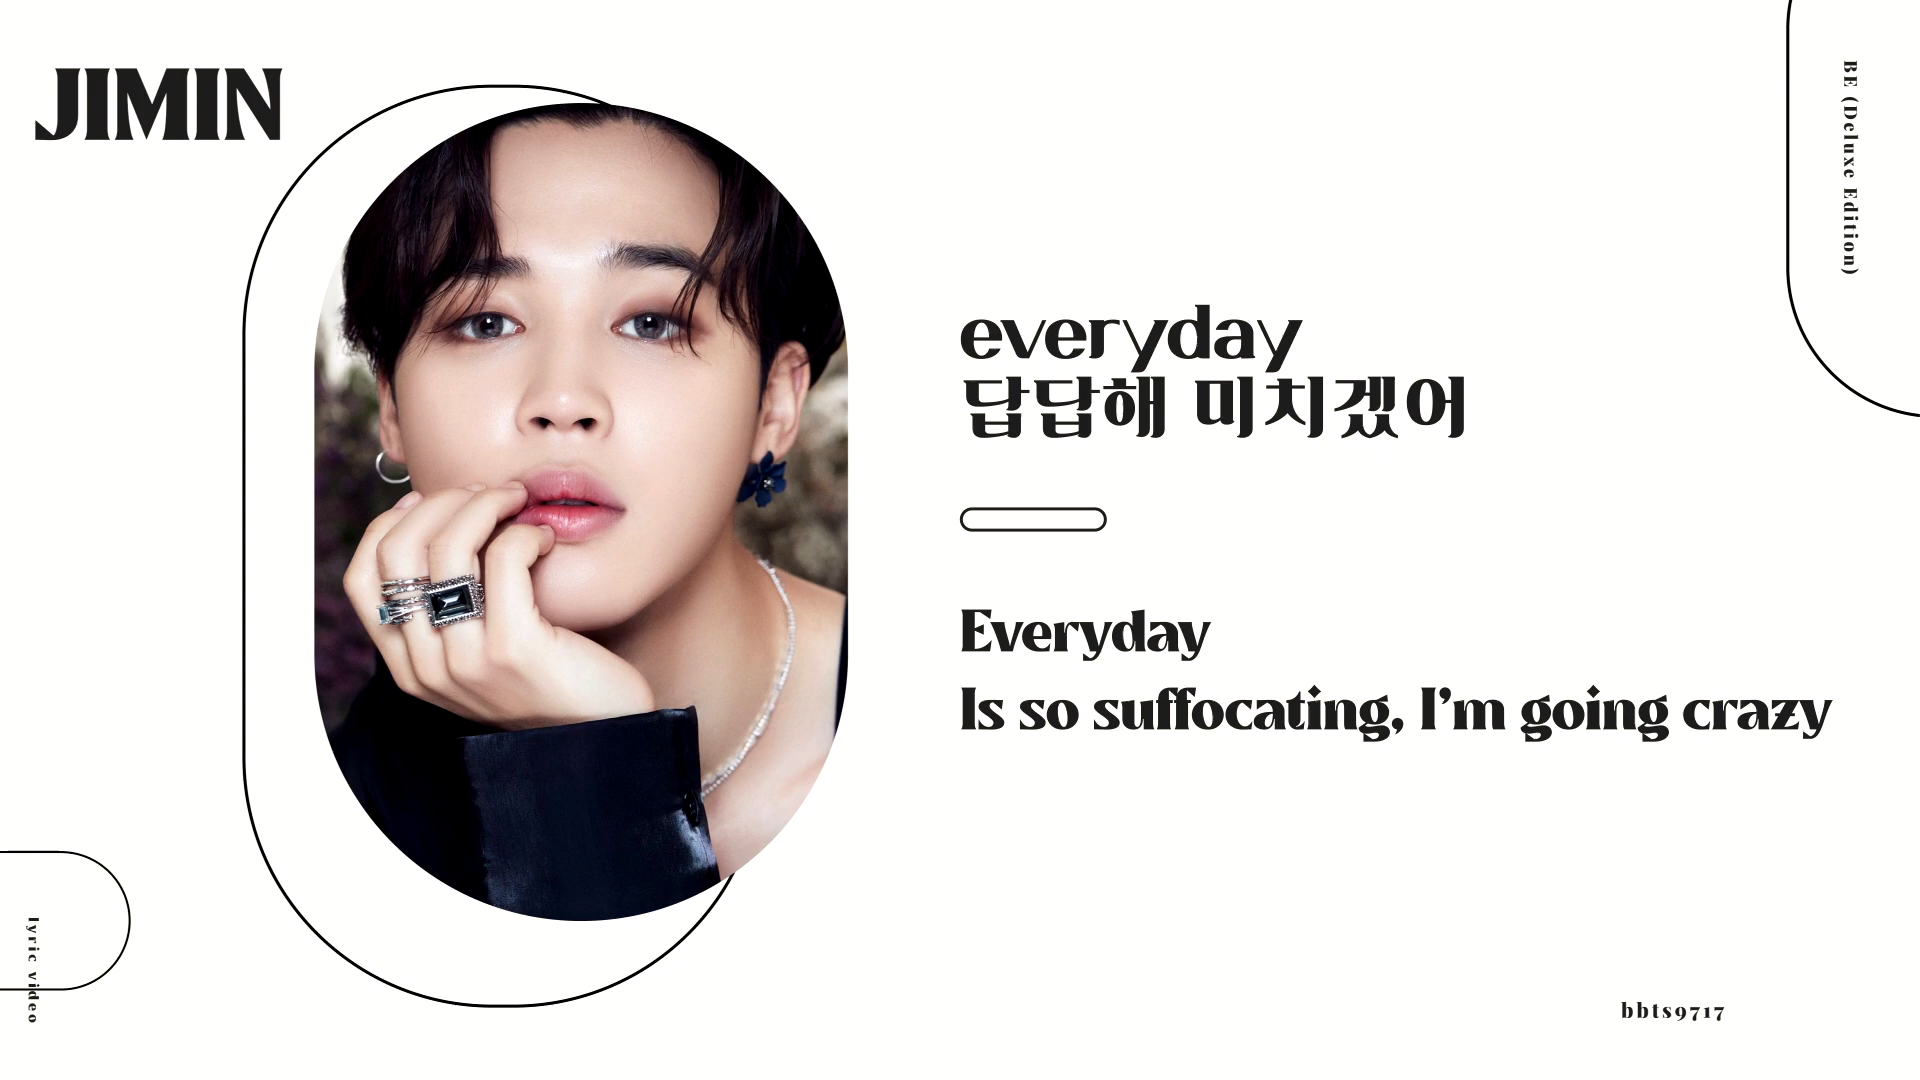 JIMIN
BE (Deluxe Edition)
everyday
답답해 미치겠어
Everyday
Is so suffocating, I'm going crazy
lyric video
bbts9717